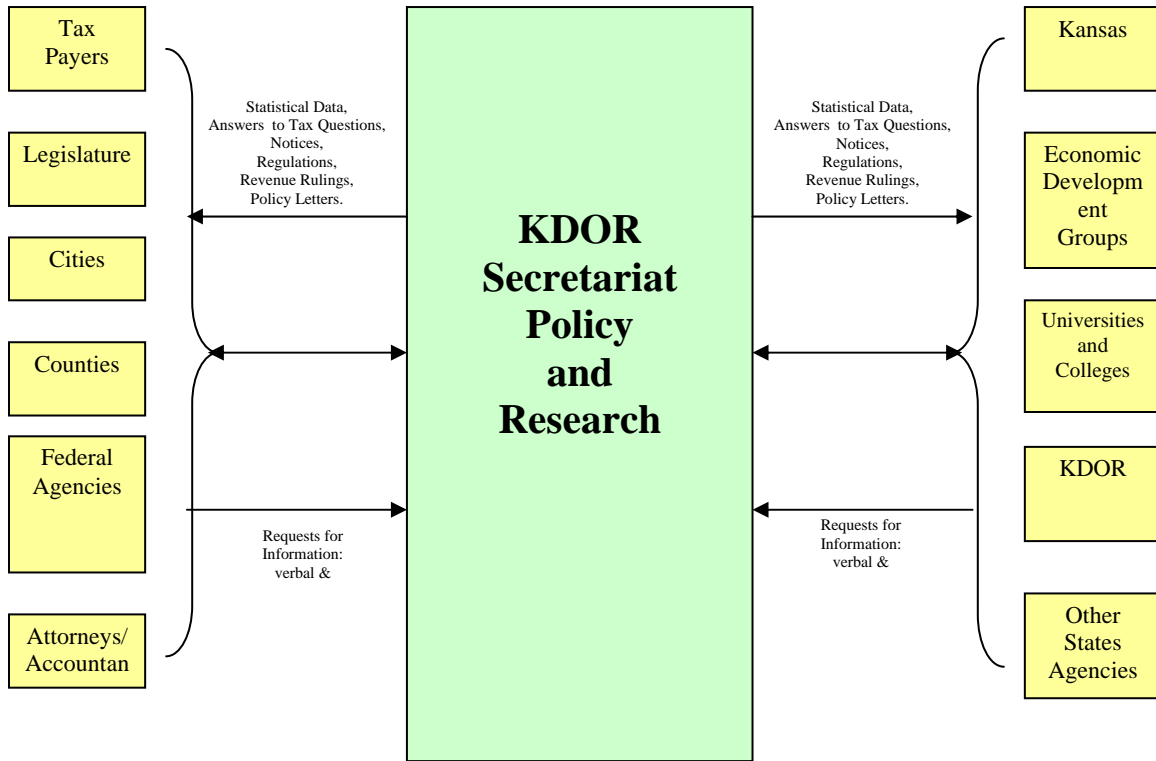 Tax
Payers
Legislature
Cities
Counties
Federal
Agencies
Attorneys/
Accountan
Statistical Data,
Answers to Tax Questions,
Notices,
Regulations,
Revenue Rulings,
Policy Letters.
Requests for
Information:
verbal &
KDOR
Secretariat
Policy
and
Research
Statistical Data,
Answers to Tax Questions,
Notices,
Regulations,
Revenue Rulings,
Policy Letters.
Requests for
Information:
verbal &
Kansas
Economic
Developm
ent
Groups
Universities
and
Colleges
KDOR
Other
States
Agencies